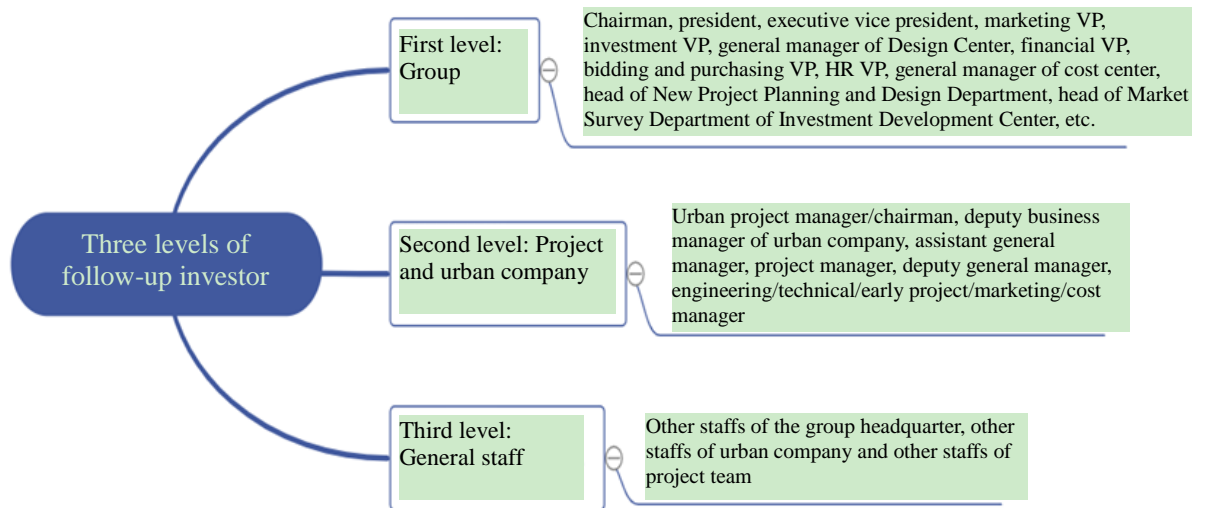 Three levels of
follow-up investor
First level:
Group
Chairman, president, executive vice president, marketing VP,
investment VP, general manager of Design Center, financial VP,
bidding and purchasing VP, HR VP, general manager of cost center,
head of New Project Planning and Design Department, head of Market
Survey Department of Investment Development Center, etc.
Second level: Project
and urban company
Urban project manager/chairman, deputy business
manager of urban company, assistant general
manager, project manager, deputy general manager,
engineering/technical/early project/marketing/cost
manager
Third level:
General staff
Other staffs of the group headquarter, other
staffs of urban company and other staffs of
project team